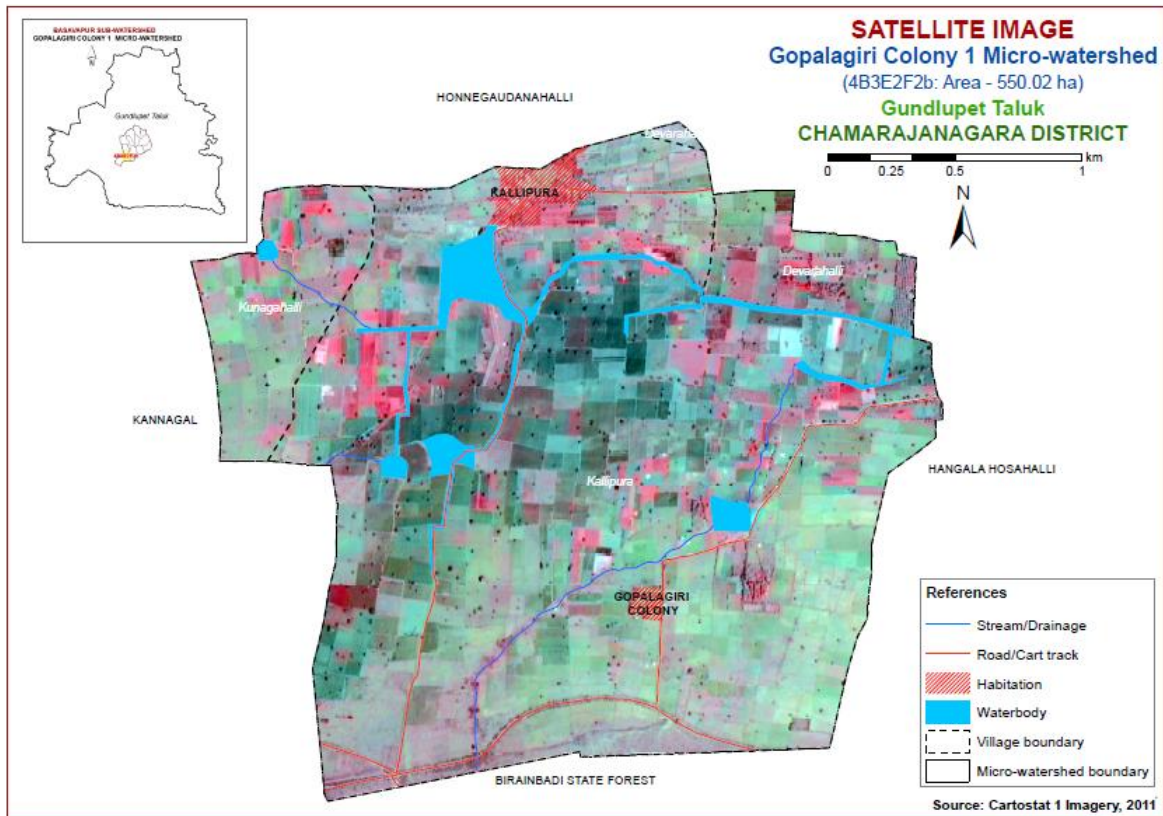 BASAVAPUR SUB-WATERSHED
GOPALAGIRI COLONY 1 MICRO-WATERSHED
N
Gundlupet Taluk
SATELLITE IMAGE
Gopalagiri Colony 1 Micro-watershed
(4B3E2F2b: Area - 550.02 ha)
Gundlupet Taluk
CHAMARAJANAGARA DISTRICT
km
0 0.25 0.5 1
N
HONNEGAUDANAHALLI
KALLIPURA
Devarahalli
Kunagahalli
KANNAGAL
HANGALA HOSAHALLI
Kallipura
GOPALAGIRI
COLONY
BIRAINBADI STATE FOREST
References
Stream/Drainage
Road/Cart track
Habitation
Waterbody
Village boundary
Micro-watershed boundary
Source: Cartostat 1 Imagery, 2011